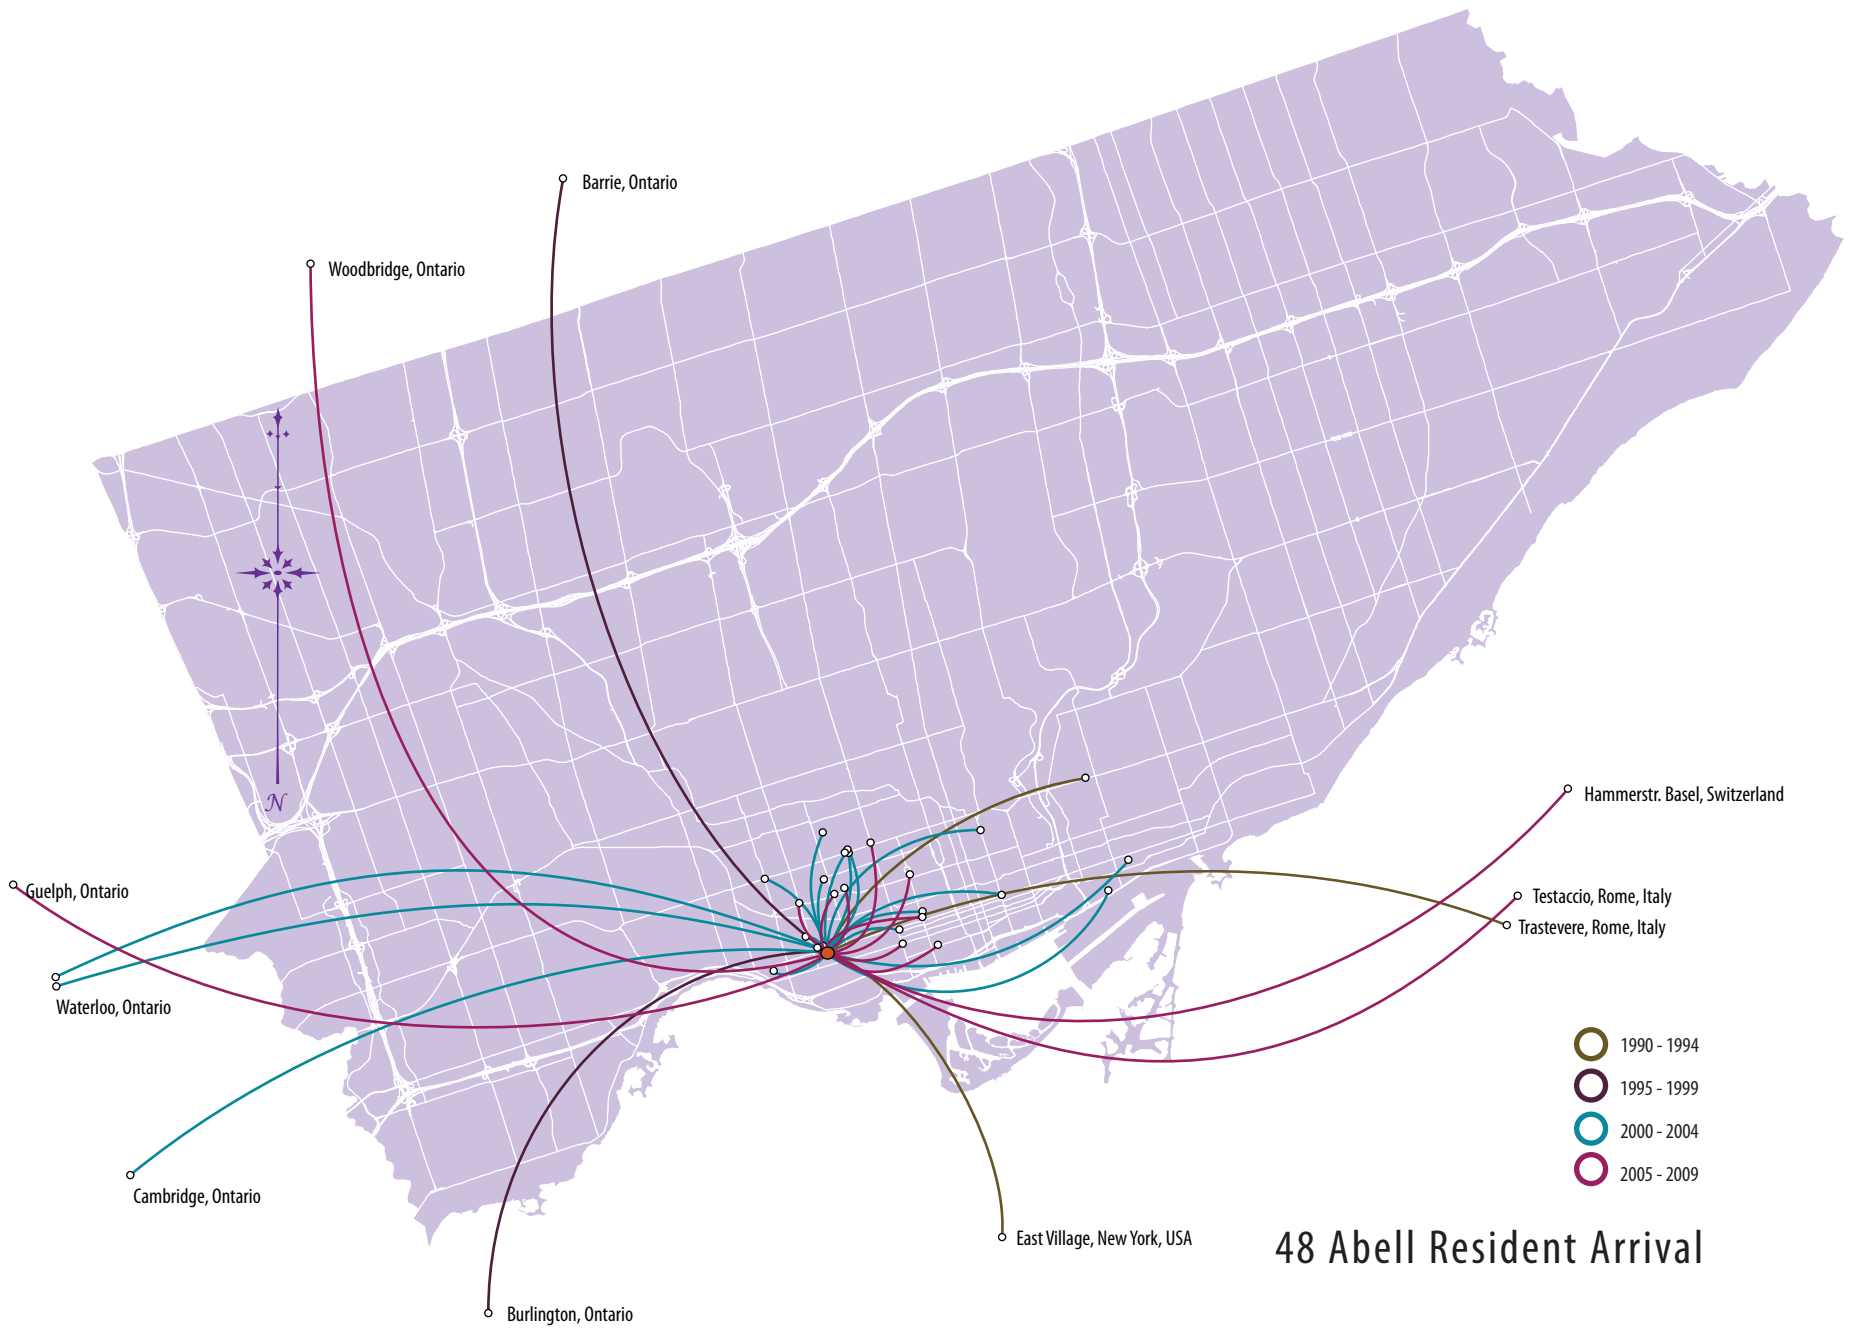 Barrie, Ontario
Woodbridge, Ontario
N
Hammerstr. Basel, Switzerland
Guelph, Ontario
Testaccio, Rome, Italy
Trastevere, Rome, Italy
Waterloo, Ontario
1990 - 1994
1995 - 1999
2000 - 2004
2005 - 2009
Cambridge, Ontario
East Village, New York, USA
48 Abell Resident Arrival
Burlington, Ontario